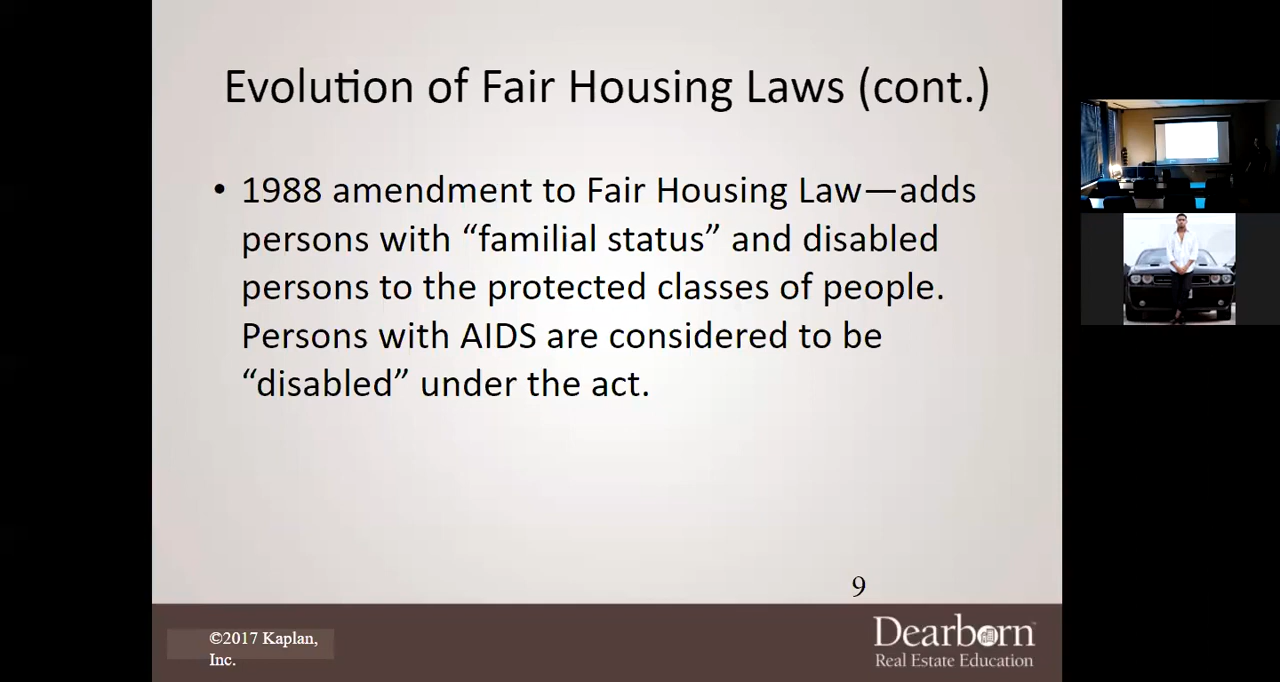 Evolution of Fair Housing Laws (cont.)
• 1988 amendment to Fair Housing Law—adds
persons with “familial status” and disabled
persons to the protected classes of people.
Persons with AIDS are considered to be
“disabled” under the act.
9
©2017 Kaplan,
Inc.
Dearborn™
Real Estate Education